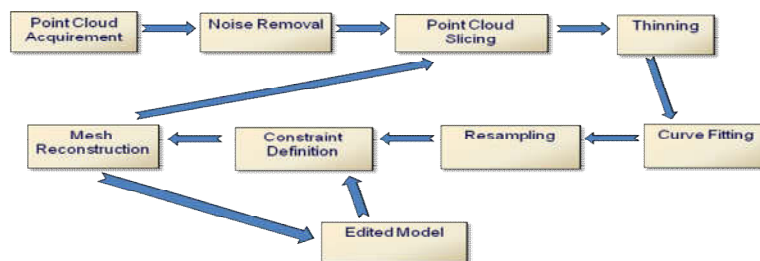 Point Cloud
Acquirement
Noise Removal
Point Cloud
Slicing
Thinning
Mesh
Reconstruction
Constraint
Definition
Resampling
Curve Fitting
Edited Model